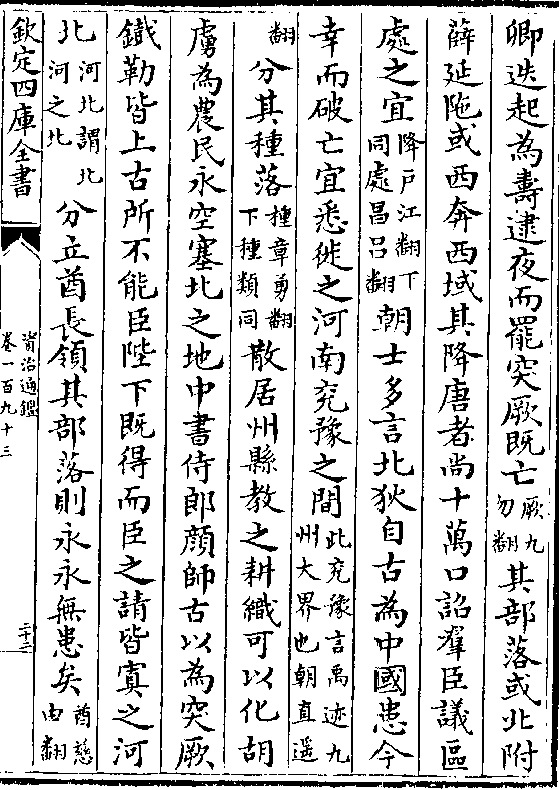 卿迭起為壽逮夜而罷突厥既亡厥九勿翻其部落或北附
薛延陁或西奔西域其降唐者尚十萬口詔羣臣議區
處之宜降戶江翻下同處昌吕翻朝士多言北狄自古為中國患今
幸而破亡宜悉徙之河南兖豫之間此兖豫言禹迹九州大界也朝直遥
翻分其種落種章勇翻下種類同散居州縣教之耕織可以化胡
虜為農民永空塞北之地中書侍郎顔師古以為突厥
鐵勒皆上古所不能臣陛下既得而臣之請皆寘之河
北河北謂北河之北分立酋長領其部落則永永無患矣酋慈由翻
欽定四庫全書
資治通鑑
卷一百九十三
二十二